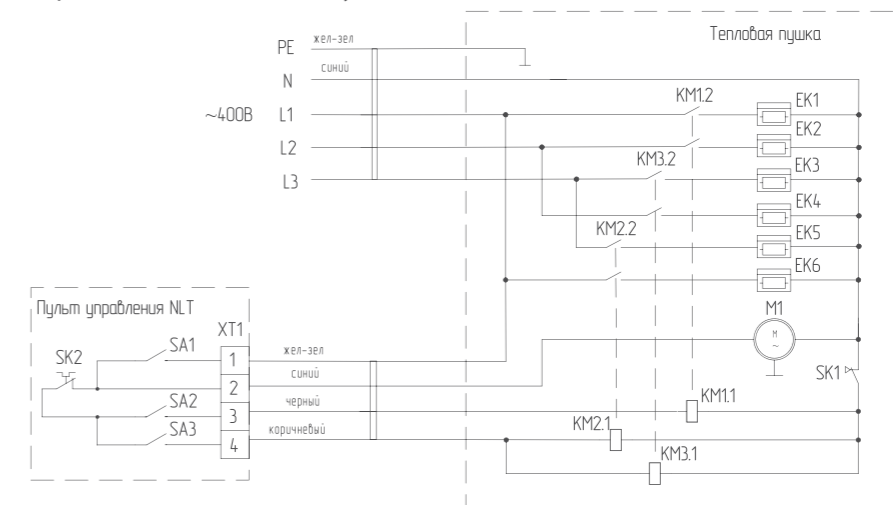 Тепловая пушка
PE жел-зел
N синий
KM1.2 EK1
~400В L1
EK2
L2
KM3.2 EK3
L3
EK4
KM2.2 EK5
EK6
Пульт управления NLT
M1
XT1
M
~
SA1 жел-зел
SK2 1
синий
SK1
2
SA2 черный
KM1.1
3
SA3 коричневый
KM2.1
4
KM3.1